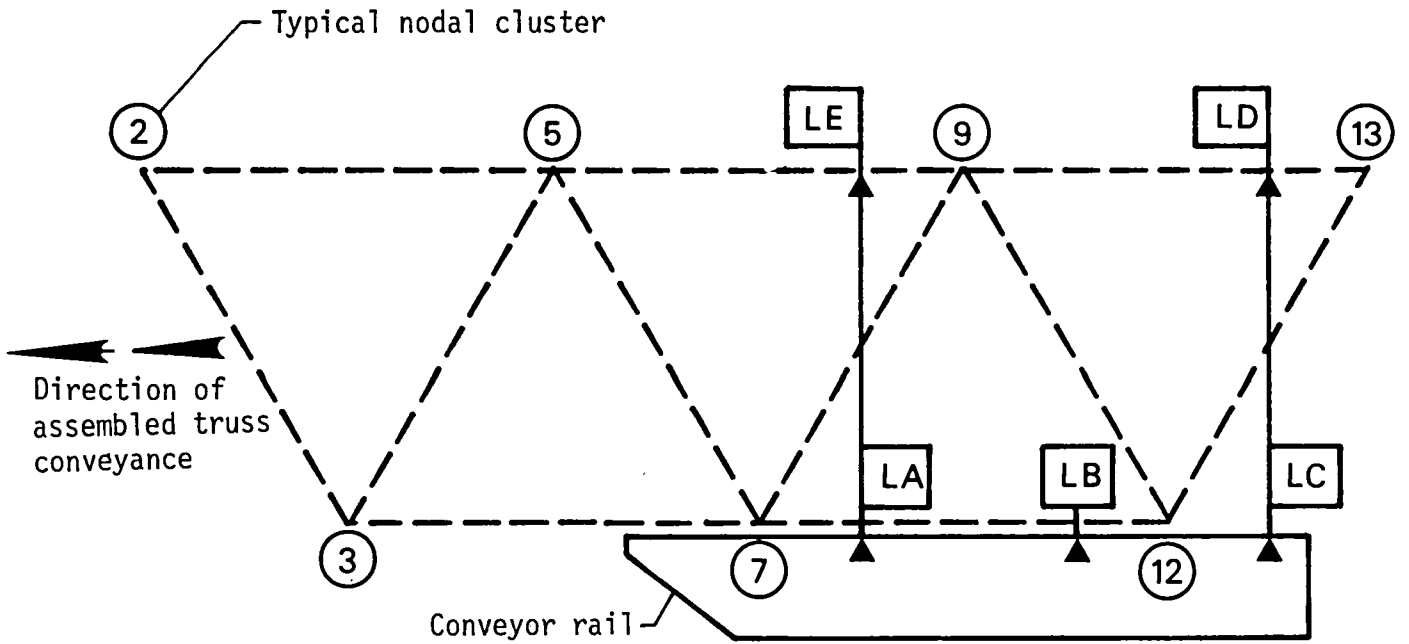 Typical nodal cluster
2
5
LE
9
LD
13
Direction of
assembled truss
conveyance
LA
LB
LC
3
7
12
Conveyor rail